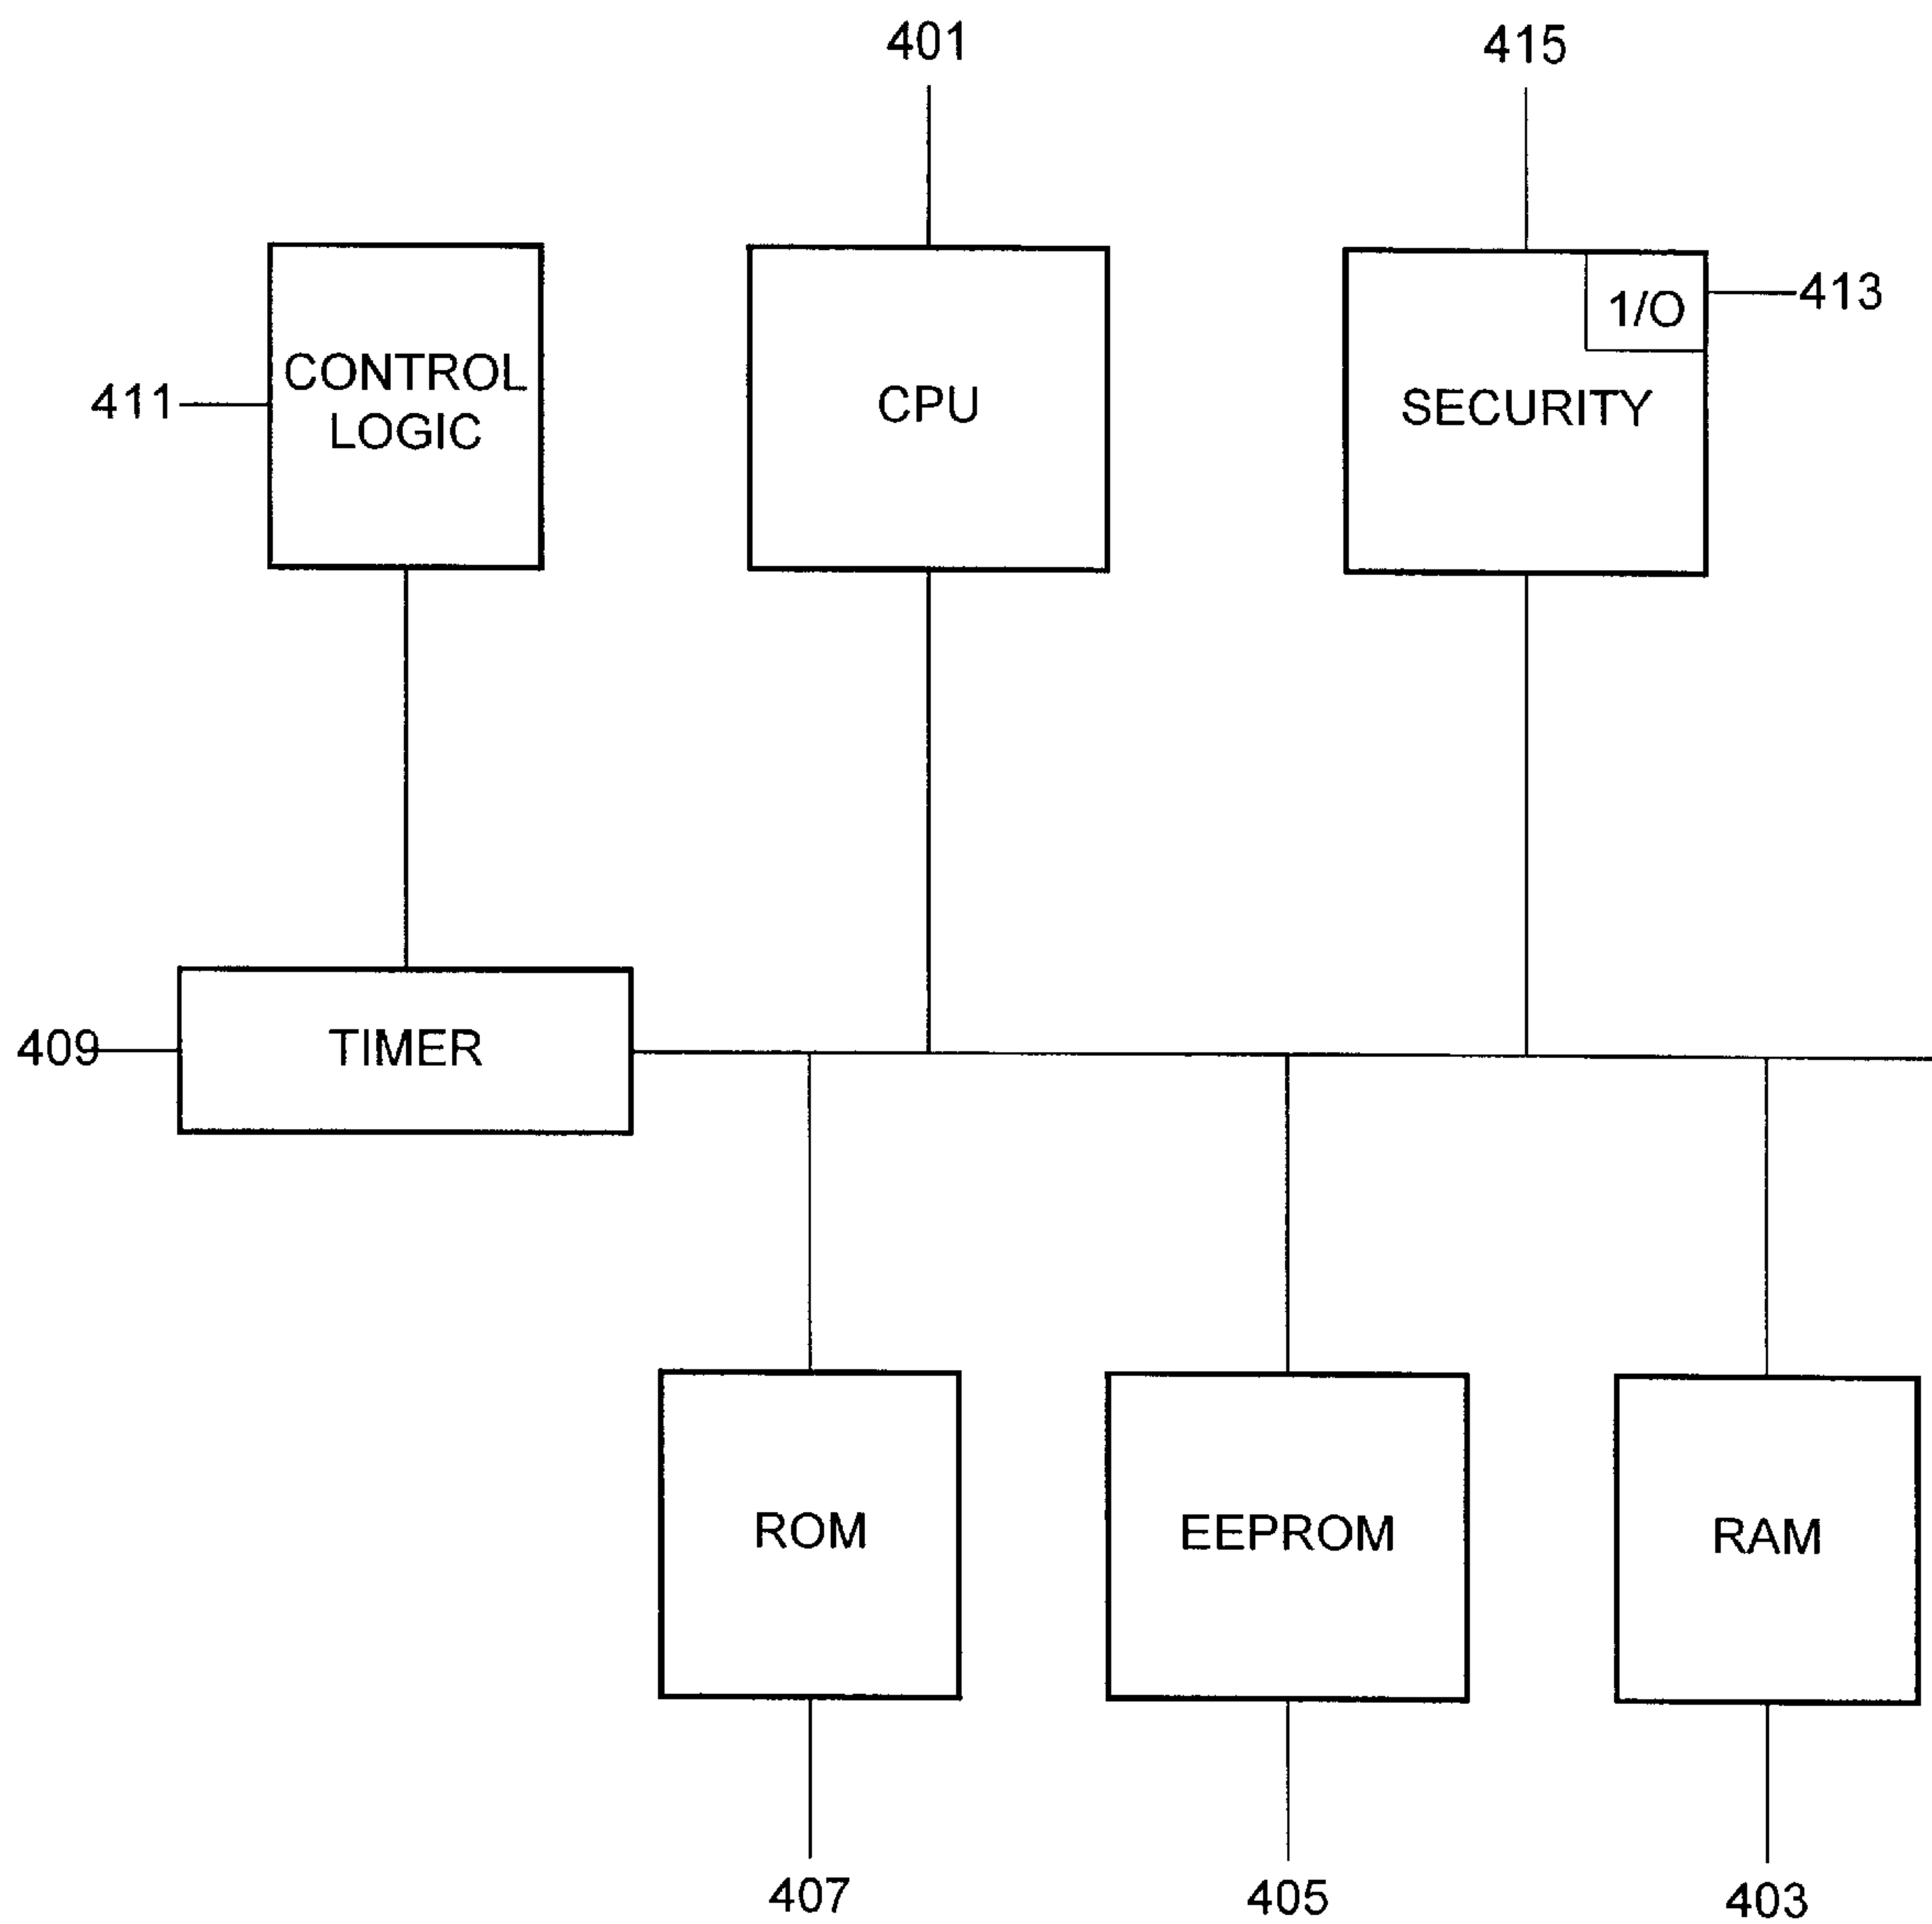 401
415
1/O
413
CONTROL
LOGIC
411
CPU
SECURITY
409
TIMER
ROM
EEPROM
RAM
407
405
403